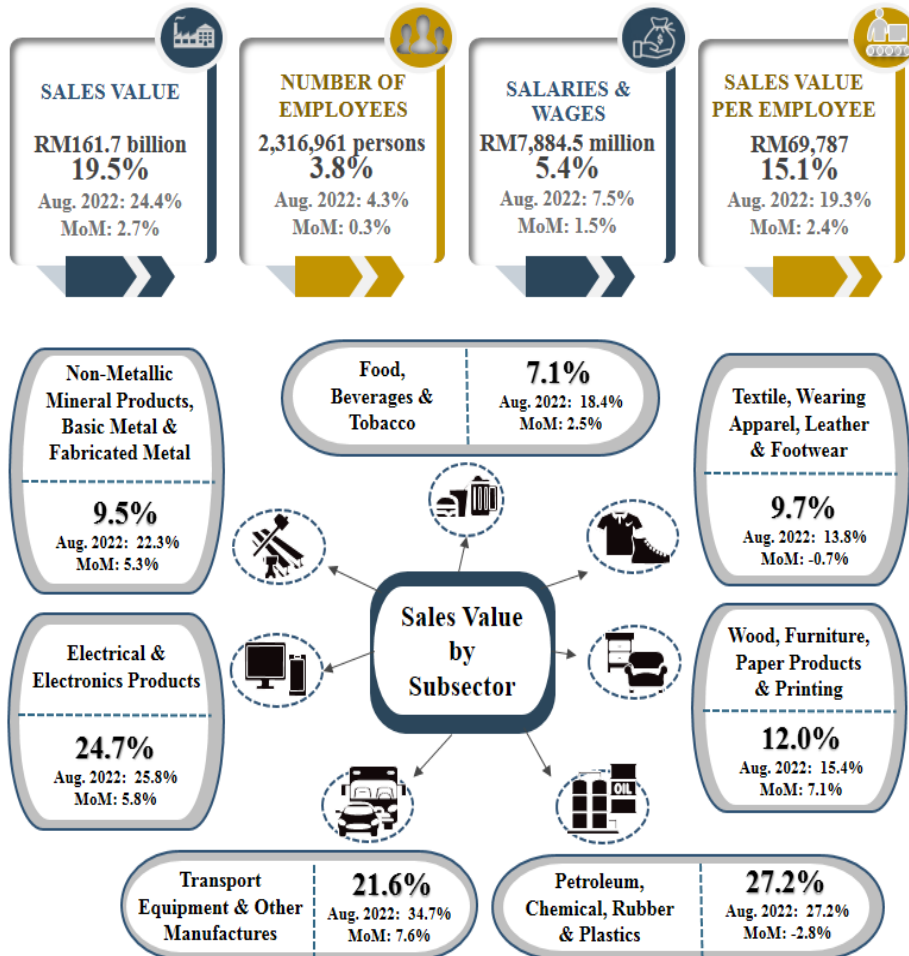 SALES VALUE
RM161.7 billion
19.5%
Aug. 2022: 24.4%
MoM: 2.7%
NUMBER OF
EMPLOYEES
2,316,961 persons
3.8%
Aug. 2022: 4.3%
MoM: 0.3%
SALARIES &
WAGES
RM7,884.5 million
5.4%
Aug. 2022: 7.5%
MoM: 1.5%
SALES VALUE
PER EMPLOYEE
RM69,787
15.1%
Aug. 2022: 19.3%
MoM: 2.4%
Non-Metallic
Mineral Products,
Basic Metal &
Fabricated Metal
9.5%
Aug. 2022: 22.3%
MoM: 5.3%
Food,
Beverages &
Tobacco
7.1%
Aug. 2022: 18.4%
MoM: 2.5%
Textile, Wearing
Apparel, Leather
& Footwear
9.7%
Aug. 2022: 13.8%
MoM: -0.7%
Sales Value
by
Subsector
Electrical &
Electronics Products
24.7%
Aug. 2022: 25.8%
MoM: 5.8%
Wood, Furniture,
Paper Products
& Printing
12.0%
Aug. 2022: 15.4%
MoM: 7.1%
OIL
Transport
Equipment & Other
Manufactures
21.6%
Aug. 2022: 34.7%
MoM: 7.6%
Petroleum,
Chemical, Rubber
& Plastics
27.2%
Aug. 2022: 27.2%
MoM: -2.8%